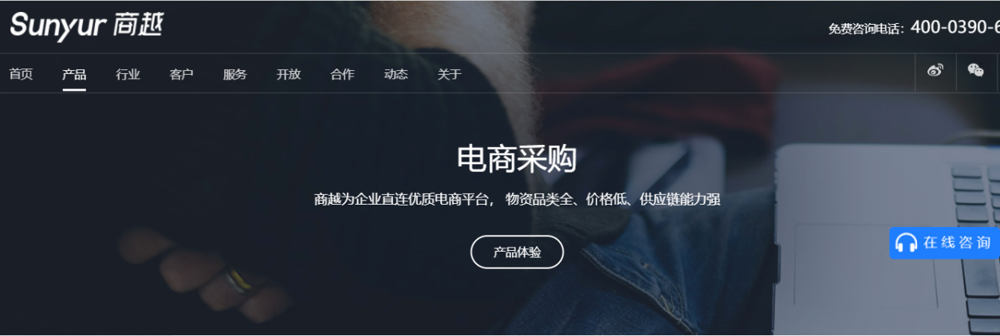 Sunyur 商越
免费咨询电话：400-0390-6
首页 产品 行业 客户 服务 开放 合作 动态 关于
电商采购
商越为企业直连优质电商平台， 物资品类全、价格低、供应链能力强
在线咨询
产品体验